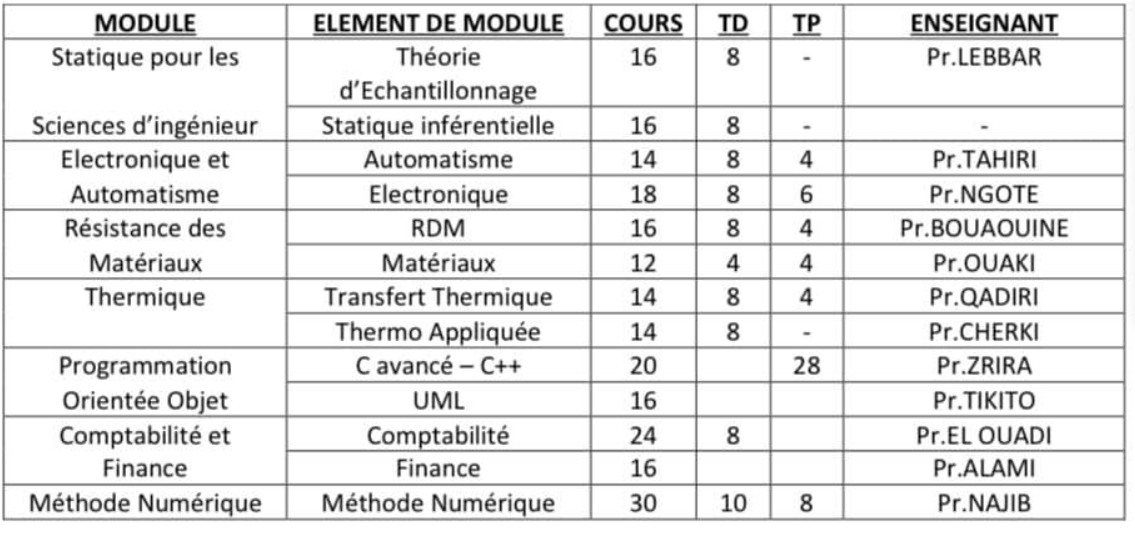 MODULE ELEMENT DE MODULE COURS TD TP ENSEIGNANT
Statique pour les Théorie 16 8 - Pr.LEBBAR
d'Echantillonnage
Sciences d'ingénieur Statique inférentielle 16 8 - -
Electronique et Automatisme 14 8 4 Pr.TAHIRI
Automatisme Electronique 18 8 6 Pr.NGOTE
Résistance des RDM 16 8 4 Pr.BOUAOUINE
Matériaux Matériaux 12 4 4 Pr.OUAKI
Thermique Transfert Thermique 14 8 4 Pr.QADIRI
Thermo Appliquée 14 8 - Pr.CHERKI
Programmation C avancé – C++ 20 28 Pr.ZRIRA
Orientée Objet UML 16 Pr.TIKITO
Comptabilité et Comptabilité 24 8 Pr.EL OUADI
Finance Finance 16 Pr.ALAMI
Méthode Numérique Méthode Numérique 30 10 8 Pr.NAJIB